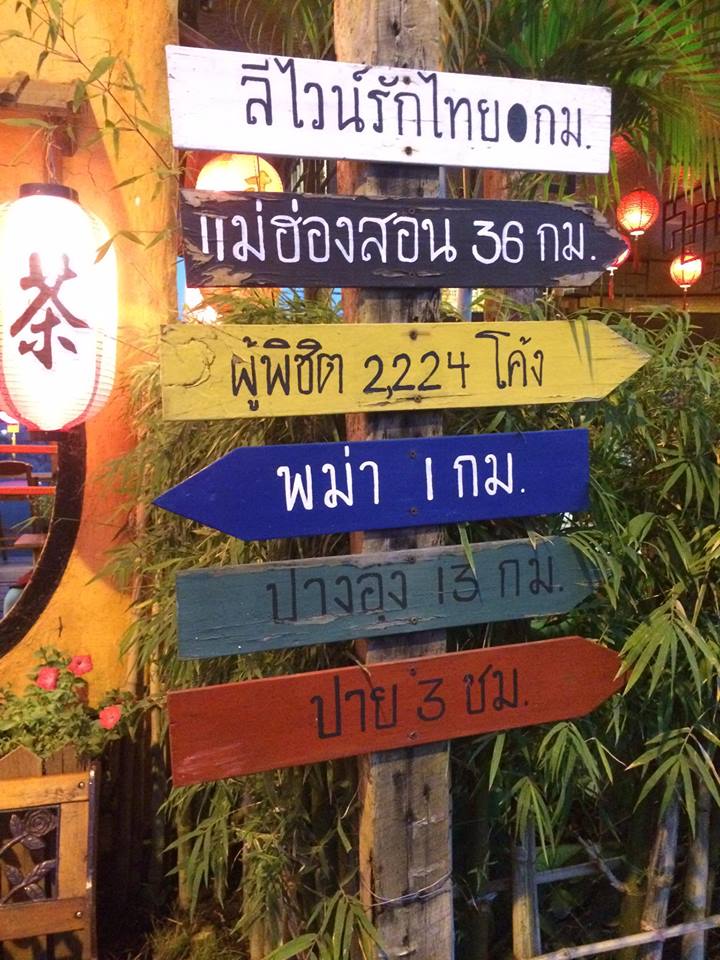 ลีไวน์รักไทย●กม.
แม่ฮ่องสอน 36 กม.
茶
ผู้พิชิต 2,224 โค้ง
พม่า 1 กม.
ปางอุง 13 กม.
ปาย 3 ชม.